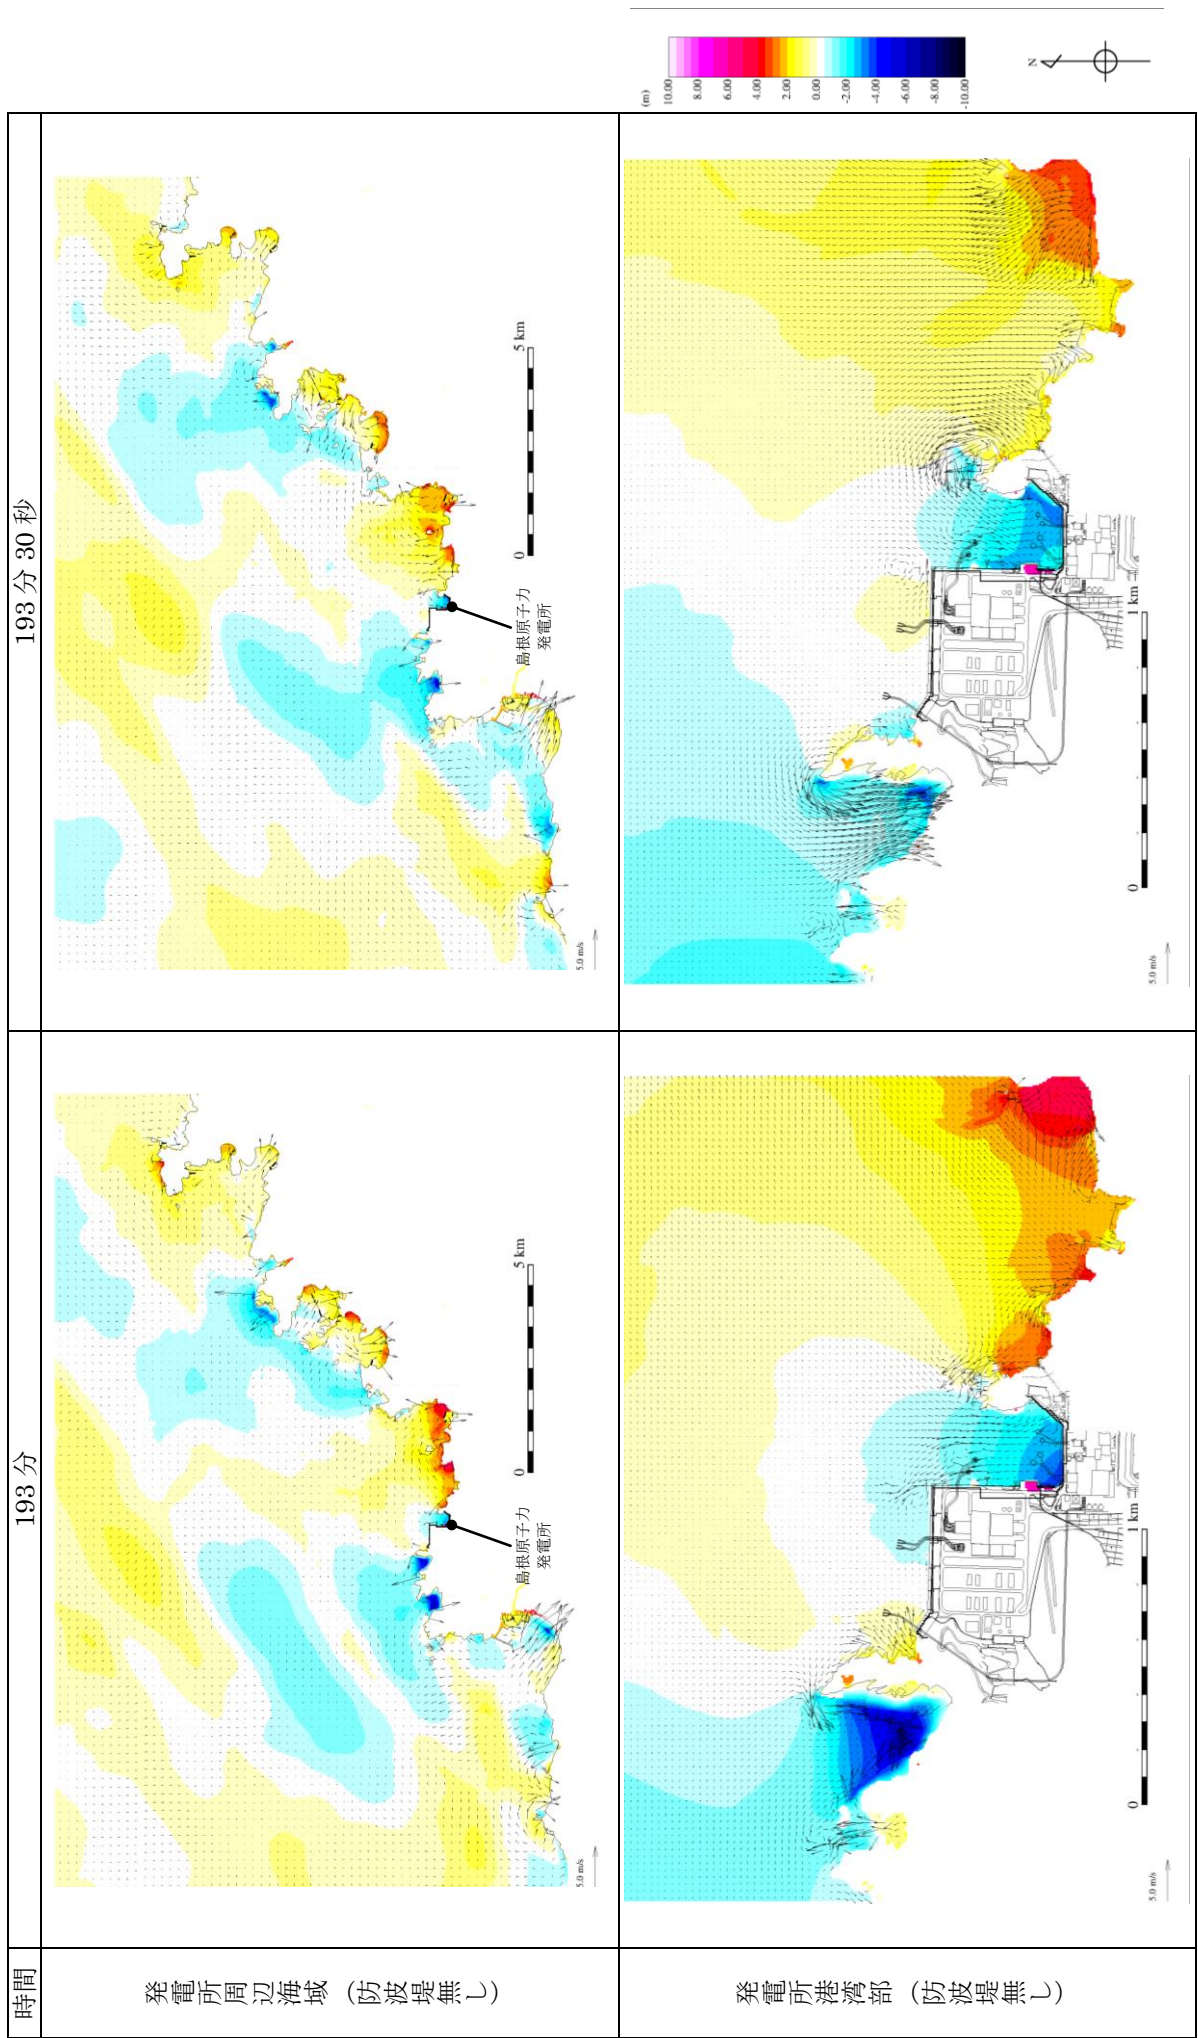 時間
193分
193分30秒
発電所周辺海域（防波堤無し）
島根原子力
発電所
0 5 km
5.0 m/s
島根原子力
発電所
0 5 km
5.0 m/s
発電所港湾部（防波堤無し）
0 1 km
5.0 m/s
0 1 km
5.0 m/s
(m)
10.00
8.00
6.00
4.00
2.00
0.00
-2.00
-4.00
-6.00
-8.00
-10.00
N